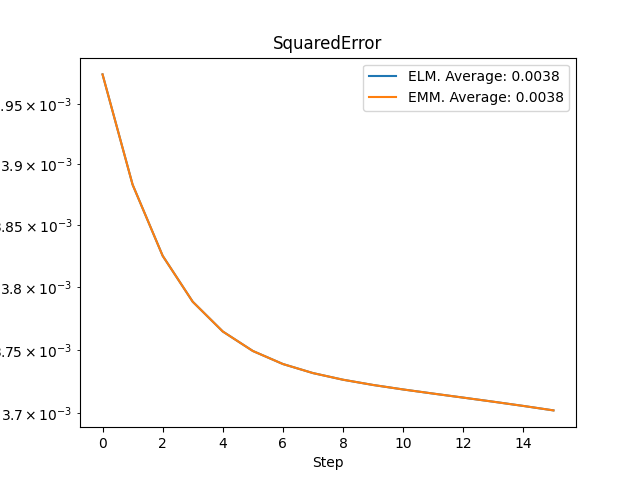 SquaredError
ELM. Average: 0.0038
EMM. Average: 0.0038
.95 × 10⁻³
3.9 × 10⁻³
.85 × 10⁻³
3.8 × 10⁻³
.75 × 10⁻³
3.7 × 10⁻³
0 2 4 6 8 10 12 14
Step